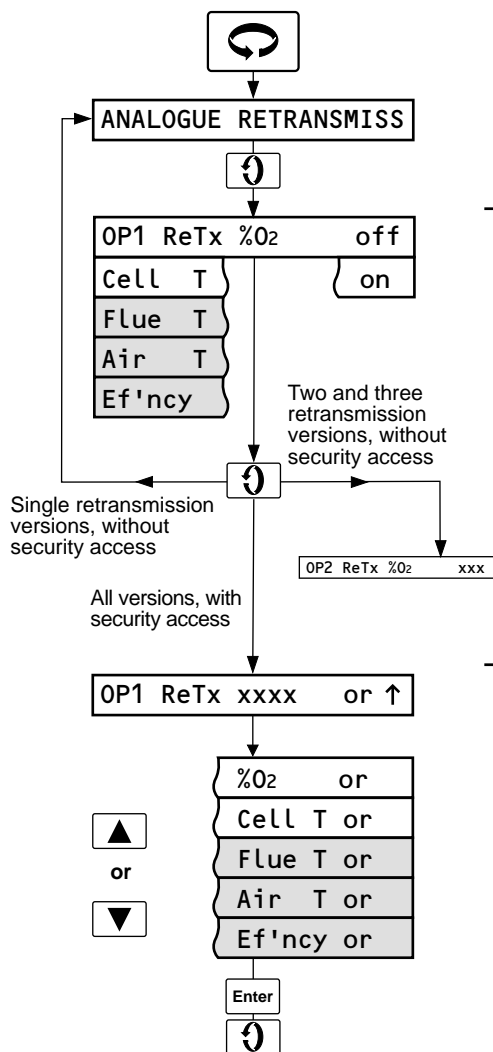 ANALOGUE RETRANSMISS
OP1 ReTx %O2 off
Cell T on
Flue T
Air T
Ef'ncy
Two and three
retransmission
versions, without
security access
Single retransmission
versions, without
security access
OP2 ReTx %O2 xxx
All versions, with
security access
OP1 ReTx xxxx or ↑
%O2 or
Cell T or
Flue T or
Air T or
Ef'ncy or
▲
or
▼
Enter